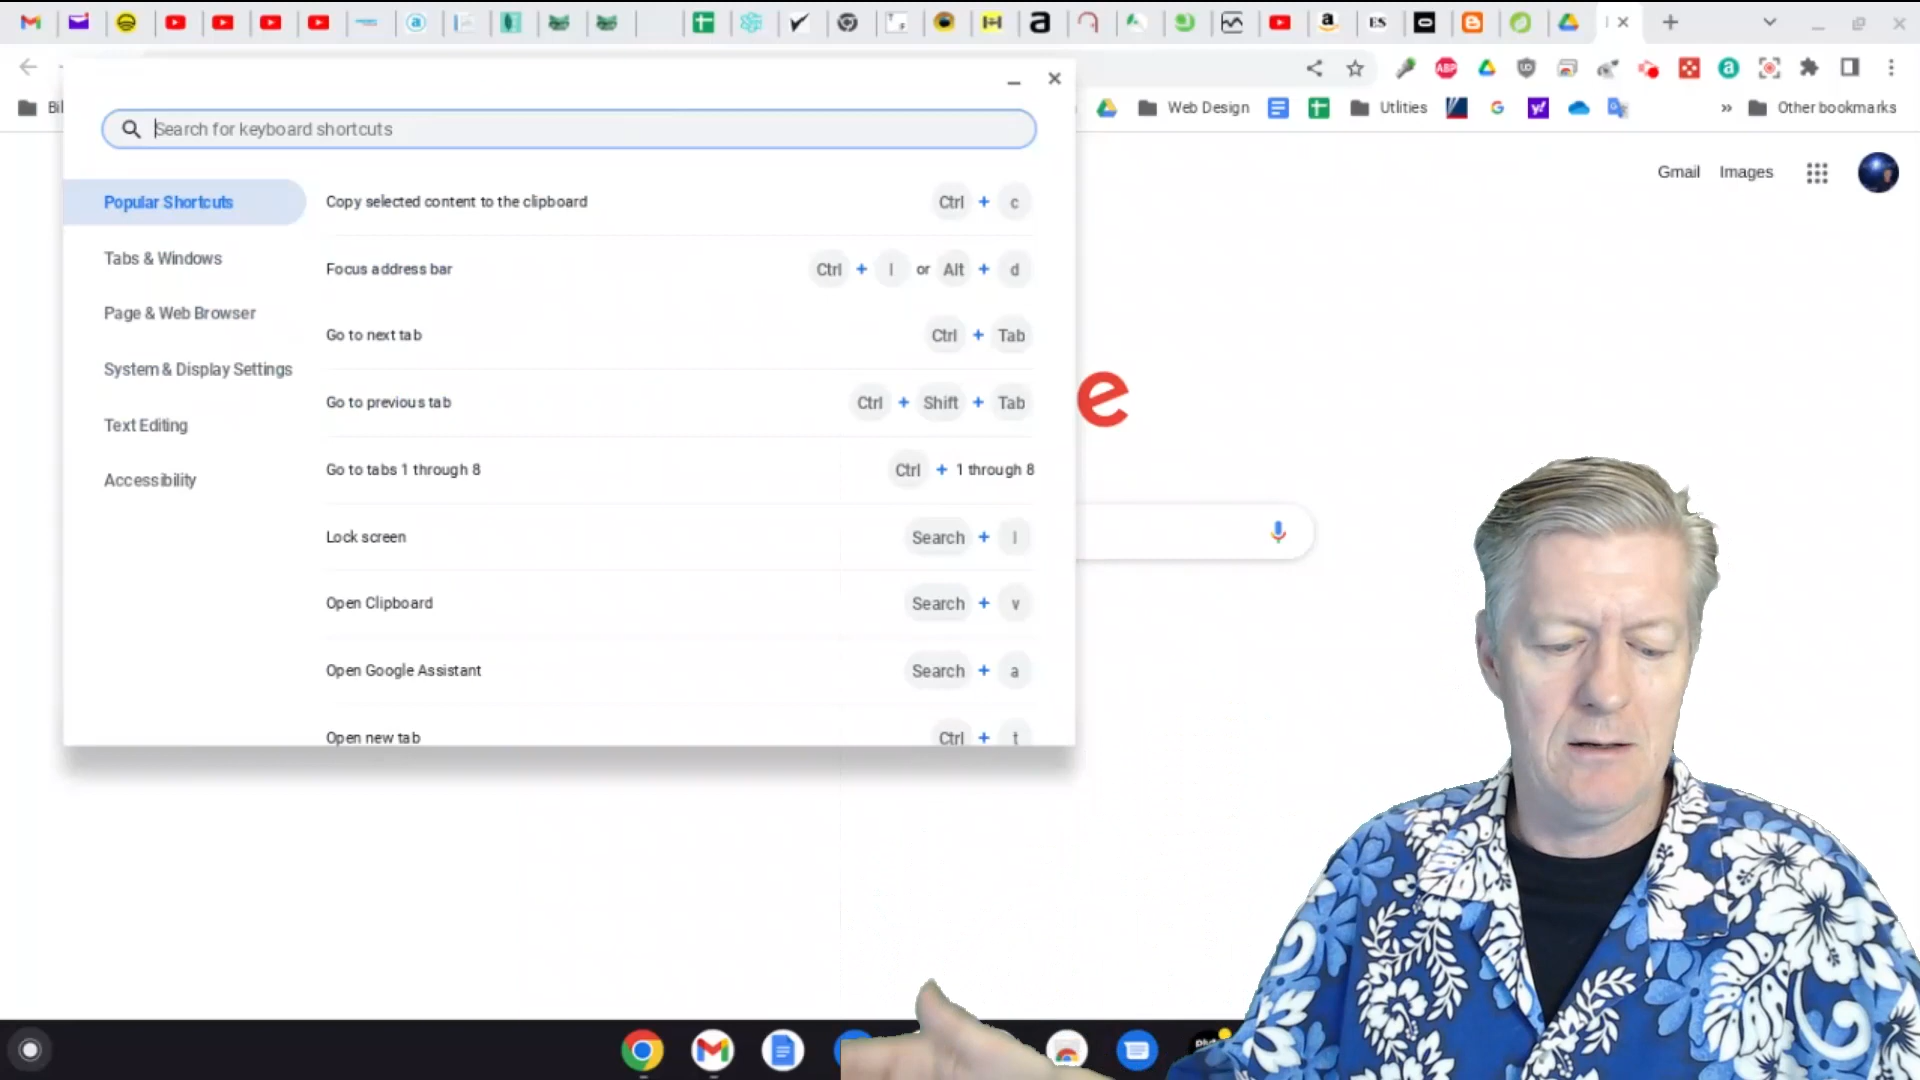 ES
ABP
Bil
Web Design
Utlities
Other bookmarks
Gmail
Images
Search for keyboard shortcuts
Popular Shortcuts
Tabs & Windows
Page & Web Browser
System & Display Settings
Text Editing
Accessibility
Copy selected content to the clipboard Ctrl + c
Focus address bar Ctrl + l or Alt + d
Go to next tab Ctrl + Tab
Go to previous tab Ctrl + Shift + Tab
Go to tabs 1 through 8 Ctrl + 1 through 8
Lock screen Search + l
Open Clipboard Search + v
Open Google Assistant Search + a
Open new tab Ctrl + t
e